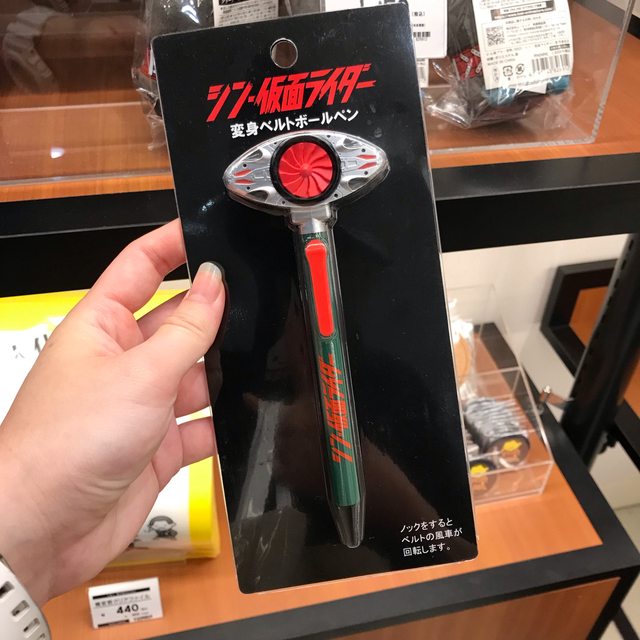 シン・仮面ライダー
変身ベルトボールペン
シン・仮面ライダー
ノックをすると
ベルトの風車が
回転します。
440